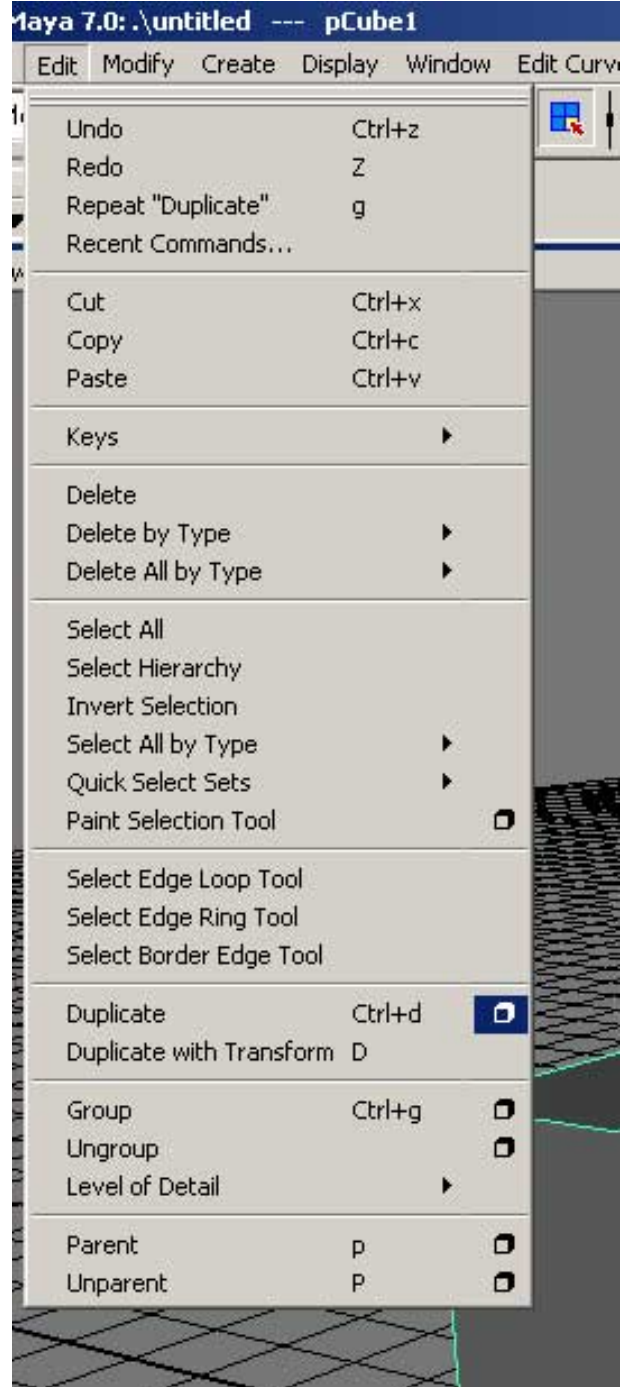 Maya 7.0: .\untitled --- pCube1
Edit Modify Create Display Window Edit Curv
Undo Ctrl+z
Redo Z
Repeat "Duplicate" g
Recent Commands...
Cut Ctrl+x
Copy Ctrl+c
Paste Ctrl+v
Keys
Delete
Delete by Type
Delete All by Type
Select All
Select Hierarchy
Invert Selection
Select All by Type
Quick Select Sets
Paint Selection Tool
Select Edge Loop Tool
Select Edge Ring Tool
Select Border Edge Tool
Duplicate Ctrl+d
Duplicate with Transform D
Group Ctrl+g
Ungroup
Level of Detail
Parent p
Unparent P